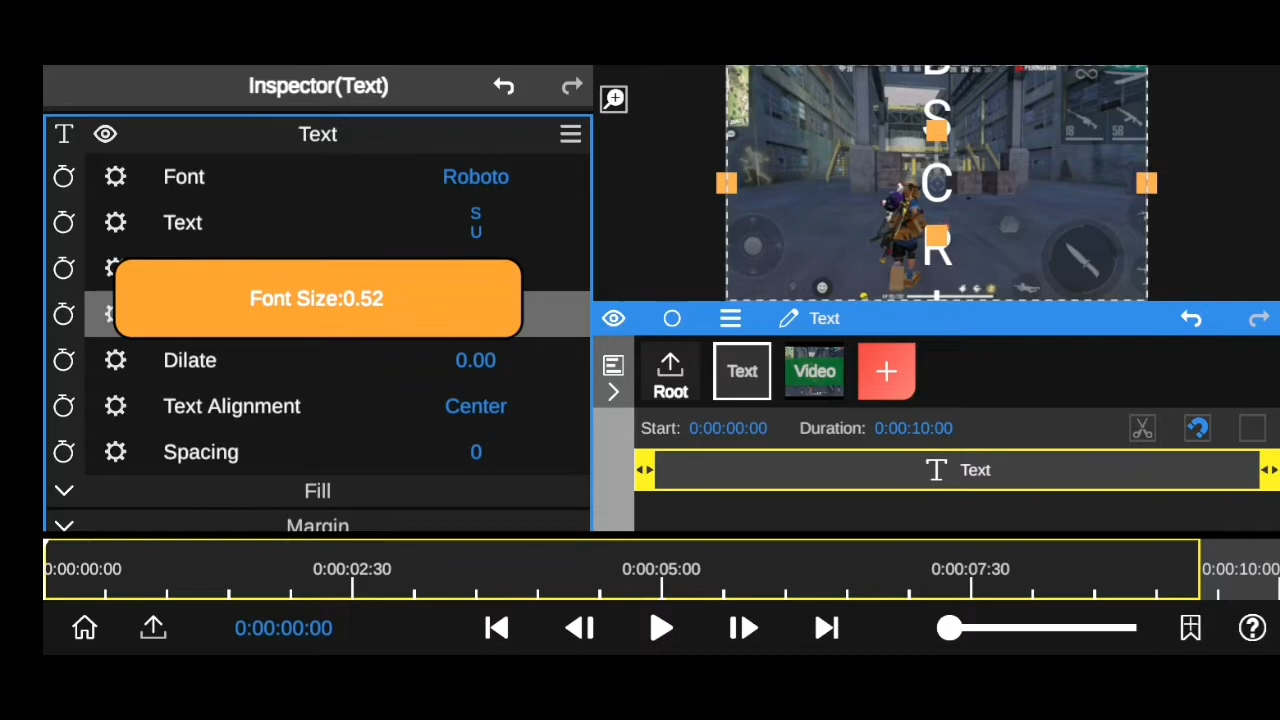 Inspector(Text)
T Text
Font Roboto
Text S
U
Font Size:0.52
Dilate 0.00
Text Alignment Center
Spacing 0
Fill
Margin
S
C
R
18 58
Text
Root Text Video +
Start: 0:00:00:00 Duration: 0:00:10:00
T Text
0:00:00:00 0:00:02:30 0:00:05:00 0:00:07:30 0:00:10:00
0:00:00:00